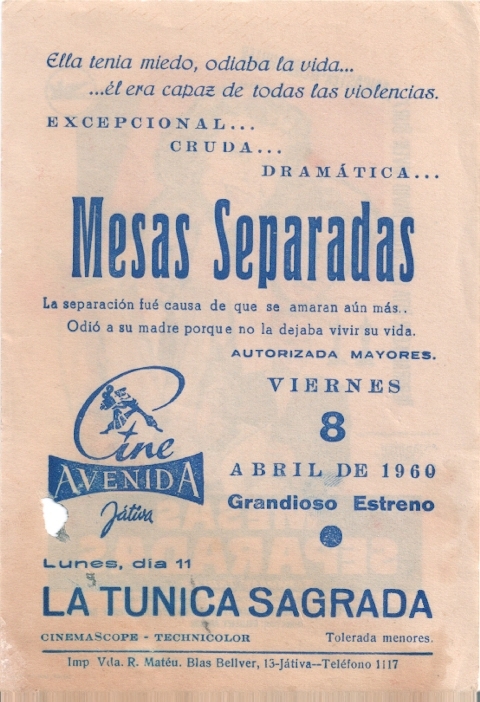 Ella tenia miedo, odiaba la vida...
...él era capaz de todas las violencias.
EXCEPCIONAL...
CRUDA...
DRAMÁTICA...
Mesas Separadas
La separación fué causa de que se amaran aún más..
Odió a su madre porque no la dejaba vivir su vida.
AUTORIZADA MAYORES.
Cine
AVENIDA
Játiva
VIERNES
8
ABRIL DE 1960
Grandioso Estreno
Lunes, día 11
LA TUNICA SAGRADA
CINEMASCOPE - TECHNICOLOR Tolerada menores.
Imp Vda. R. Matéu. Blas Bellver, 13-Játiva--Teléfono 1117